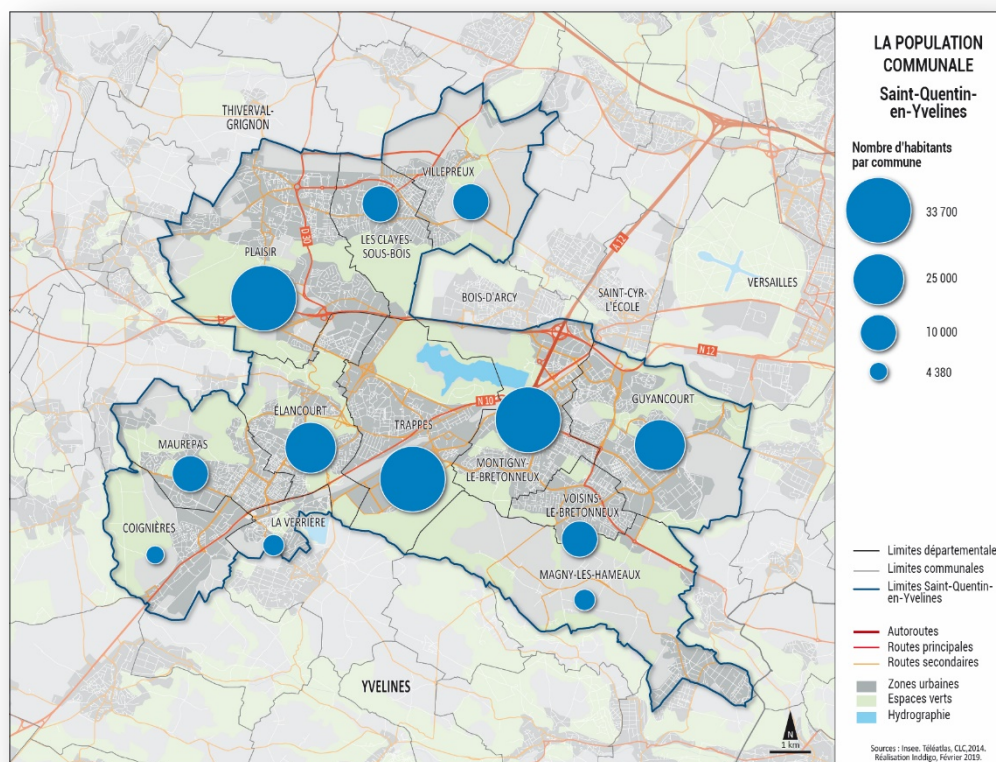 THIVERVAL-
GRIGNON
VILLEPREUX
D 30
LES CLAYES-
SOUS-BOIS
PLAISIR
A 12
BOIS-D'ARCY
SAINT-CYR-
L'ÉCOLE
VERSAILLES
N 12
N 10
ÉLANCOURT
TRAPPES
GUYANCOURT
MAUREPAS
MONTIGNY-
LE-BRETONNEUX
VOISINS
LE-BRETONNEUX
COIGNIÈRES
LA VERRIERE
MAGNY-LES-HAMEAUX
YVELINES
N
1 km
LA POPULATION
COMMUNALE
Saint-Quentin-
en-Yvelines
Nombre d'habitants
par commune
33 700
25 000
10 000
4 380
Limites départementale
Limites communales
Limites Saint-Quentin-
en-Yvelines
Autoroutes
Routes principales
Routes secondaires
Zones urbaines
Espaces verts
Hydrographie
Sources : Insee. Téléatlas, CLC,2014.
Réalisation Inddigo, Février 2019.